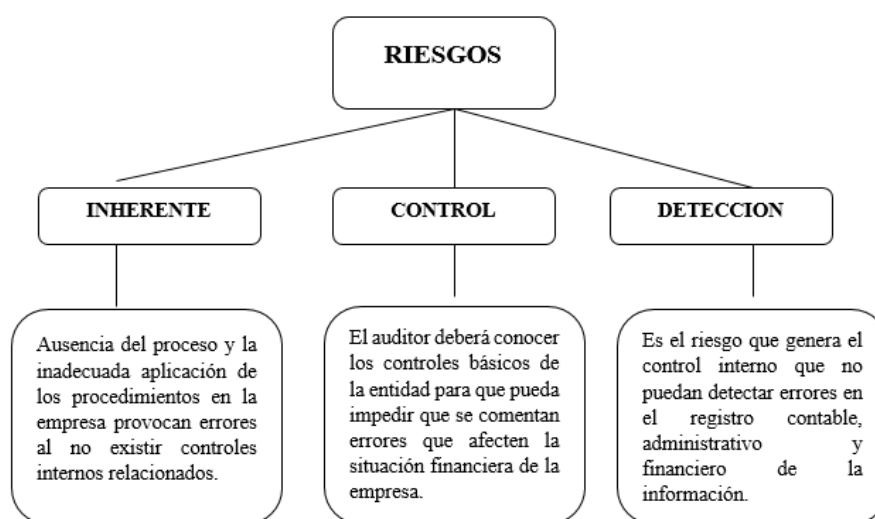 RIESGOS
INHERENTE
CONTROL
DETECCION
Ausencia del proceso y la
inadecuada aplicación de
los procedimientos en la
empresa provocan errores
al no existir controles
internos relacionados.
El auditor deberá conocer
los controles básicos de
la entidad para que pueda
impedir que se comentan
errores que afecten la
situación financiera de la
empresa.
Es el riesgo que genera el
control interno que no
puedan detectar errores en
el registro contable,
administrativo y
financiero de la
información.